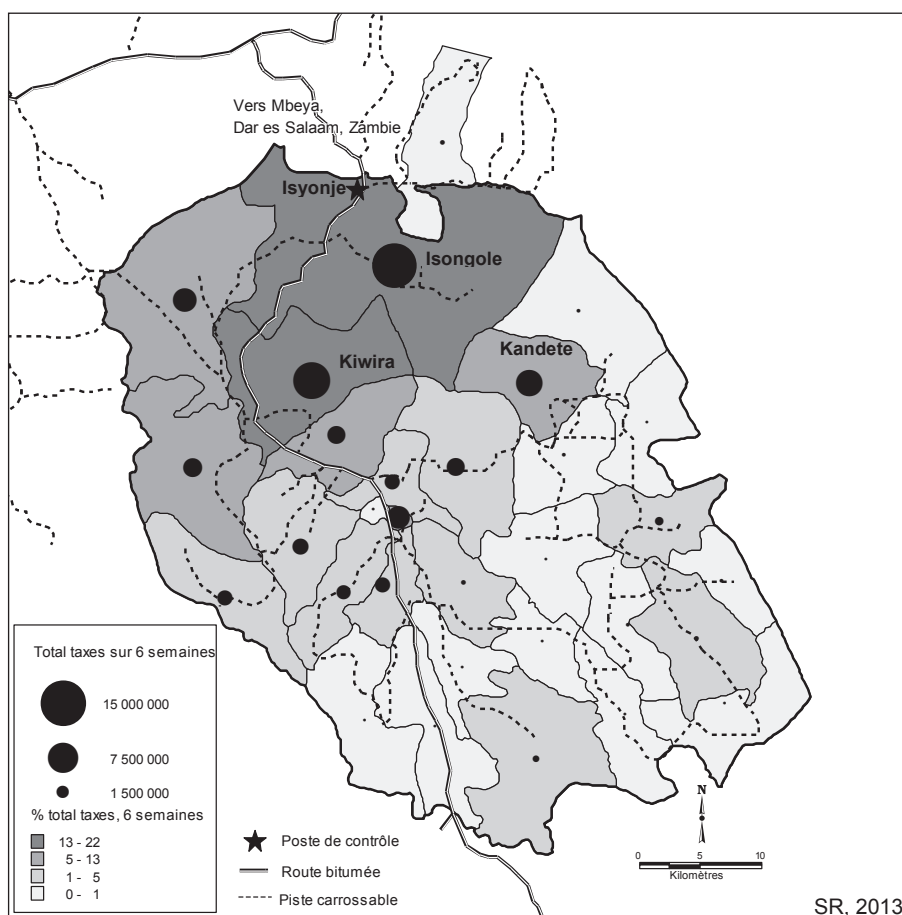 Vers Mbeya,
Dar es Salaam, Zambie
Isyonje
Isongole
Kiwira
Kandete
Total taxes sur 6 semaines
15 000 000
7 500 000
1 500 000
% total taxes, 6 semaines
13 - 22
5 - 13
1 - 5
0 - 1
Poste de contrôle
Route bitumée
Piste carrossable
N
0 5 10
Kilomètres
SR, 2013